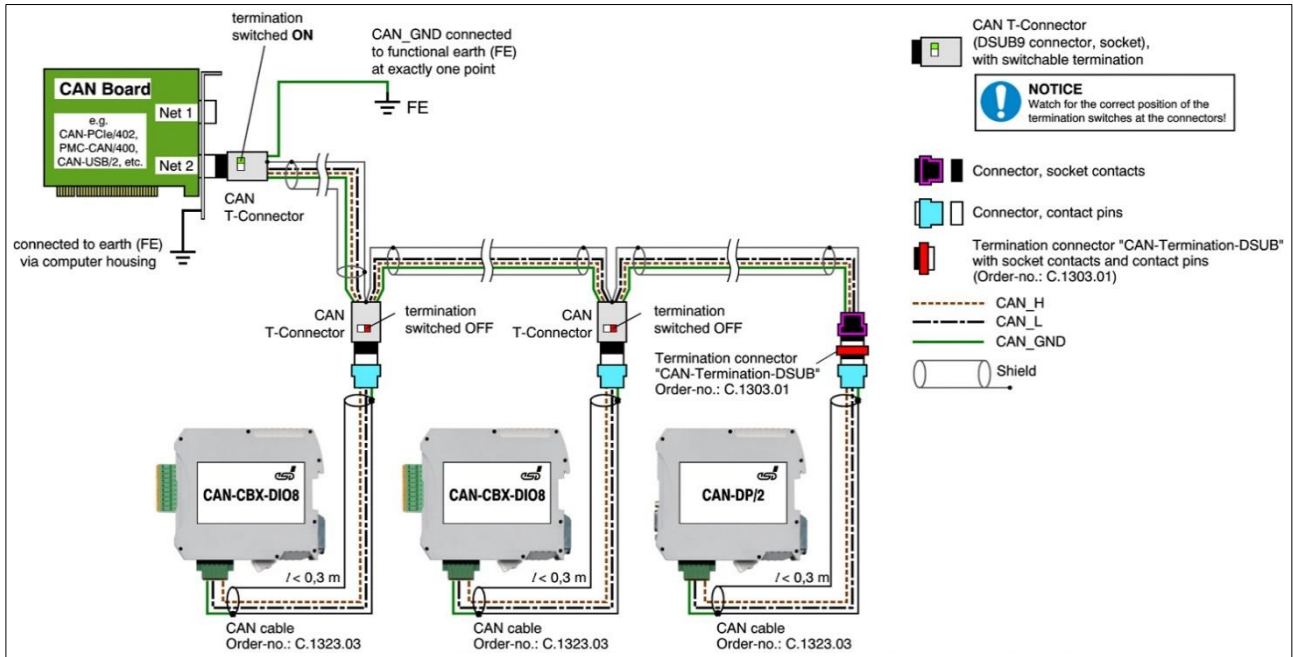 termination
switched ON
CAN_GND connected
to functional earth (FE)
at exactly one point
FE
CAN Board
e.g.
CAN-PCIe/402,
PMC-CAN/400,
CAN-USB/2, etc.
Net 1
Net 2
CAN
T-Connector
connected to earth (FE)
via computer housing
CAN
T-Connector
termination
switched OFF
CAN
T-Connector
termination
switched OFF
Termination connector
"CAN-Termination-DSUB"
Order-no.: C.1303.01
esd
CAN-CBX-DIO8
esd
CAN-CBX-DIO8
esd
CAN-DP/2
l < 0,3 m
l < 0,3 m
l < 0,3 m
CAN cable
Order-no.: C.1323.03
CAN cable
Order-no.: C.1323.03
CAN cable
Order-no.: C.1323.03
CAN T-Connector
(DSUB9 connector, socket),
with switchable termination
NOTICE
Watch for the correct position of the
termination switches at the connectors!
Connector, socket contacts
Connector, contact pins
Termination connector "CAN-Termination-DSUB"
with socket contacts and contact pins
(Order-no.: C.1303.01)
CAN_H
CAN_L
CAN_GND
Shield